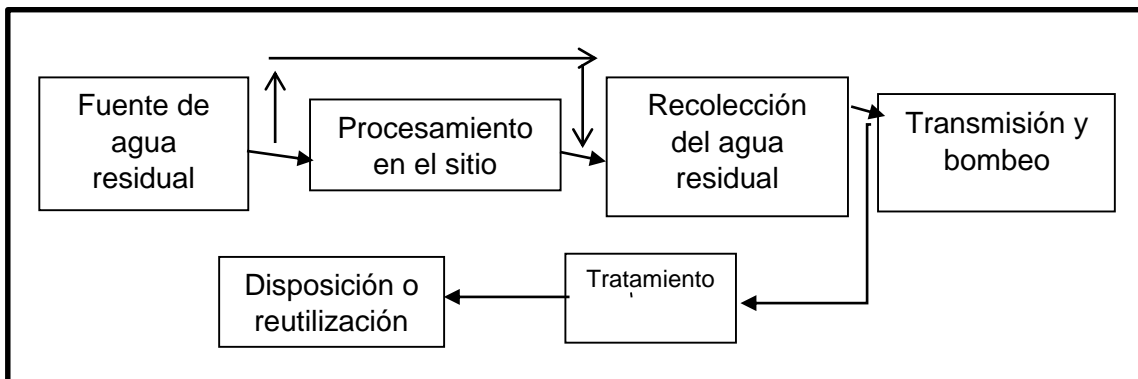 Fuente de
agua
residual
Procesamiento
en el sitio
Recolección
del agua
residual
Transmisión y
bombeo
Disposición o
reutilización
Tratamiento